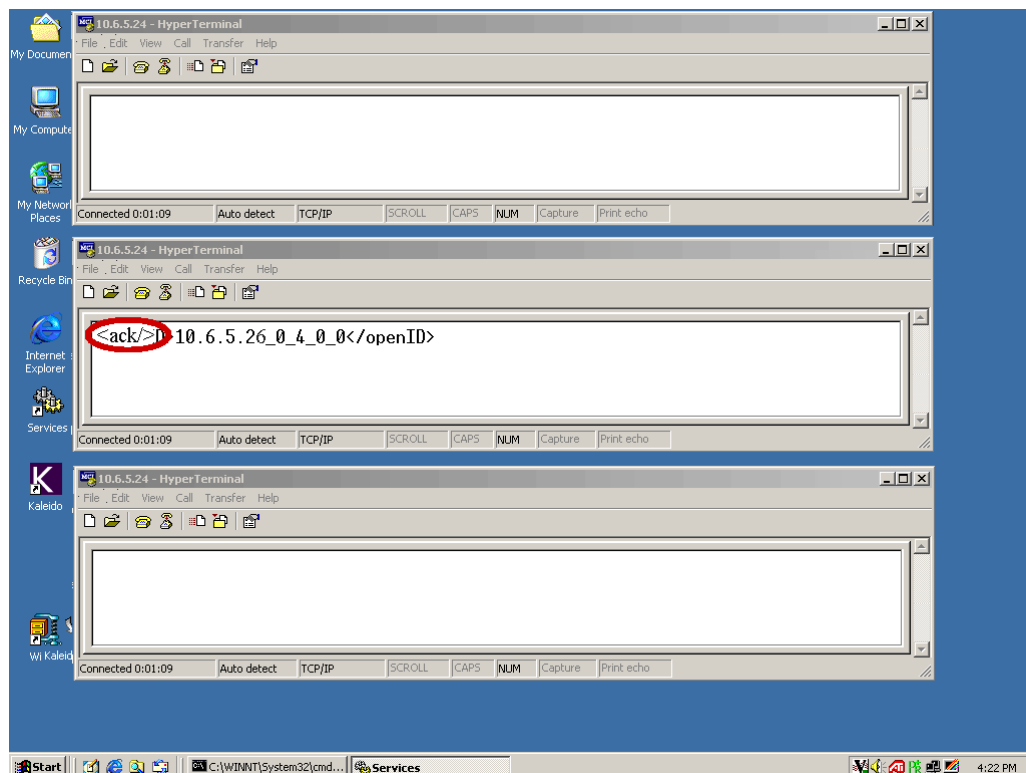 My Documen
10.6.5.24 - HyperTerminal
File Edit View Call Transfer Help
My Compute
My Networl
Places
Connected 0:01:09 Auto detect TCP/IP SCROLL CAPS NUM Capture Print echo
Recycle Bin
10.6.5.24 - HyperTerminal
File Edit View Call Transfer Help
<ack/>D>10.6.5.26_0_4_0_0</openID>
Internet
Explorer
Services
Connected 0:01:09 Auto detect TCP/IP SCROLL CAPS NUM Capture Print echo
Kaleido
10.6.5.24 - HyperTerminal
File Edit View Call Transfer Help
Wi Kaleid
Connected 0:01:09 Auto detect TCP/IP SCROLL CAPS NUM Capture Print echo
Start C:\WINNT\System32\cmd... Services 4:22 PM